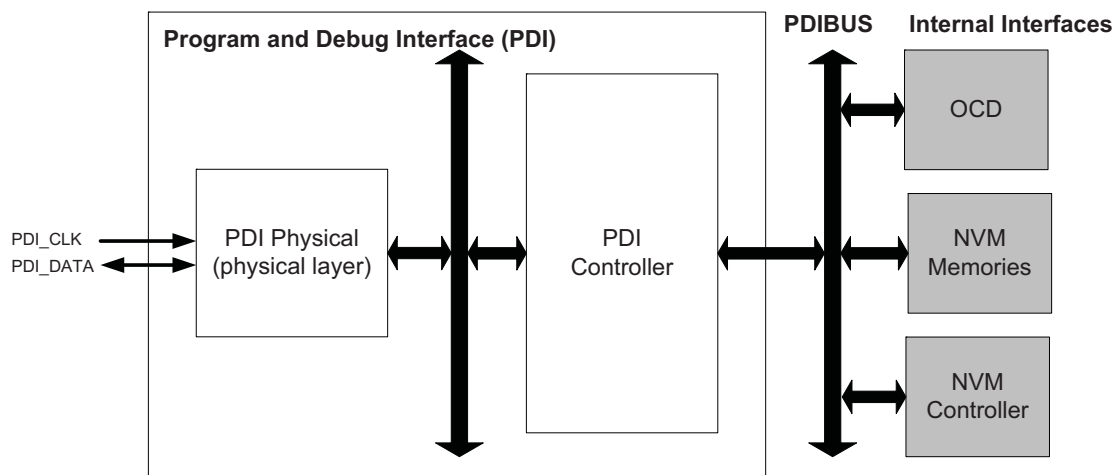 Program and Debug Interface (PDI)
PDIBUS
Internal Interfaces
OCD
PDI_CLK
PDI_DATA
PDI Physical
(physical layer)
PDI
Controller
NVM
Memories
NVM
Controller